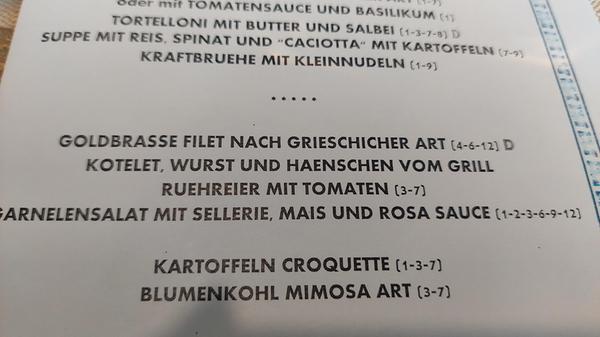 oder mit TOMATENSAUCE UND BASILIKUM [1]
TORTELLONI MIT BUTTER UND SALBEI [1-3-7-8] D
SUPPE MIT REIS, SPINAT UND "CACIOTTA" MIT KARTOFFELN [7-9]
KRAFTBRUEHE MIT KLEINNUDELN [1-9]
.....
GOLDBRASSE FILET NACH GRIESCHICHER ART [4-6-12] D
KOTELET, WURST UND HAENSCHEN VOM GRILL
RUEHREIER MIT TOMATEN [3-7]
GARNELENSALAT MIT SELLERIE, MAIS UND ROSA SAUCE [1-2-3-6-9-12]
KARTOFFELN CROQUETTE [1-3-7]
BLUMENKOHL MIMOSA ART [3-7]